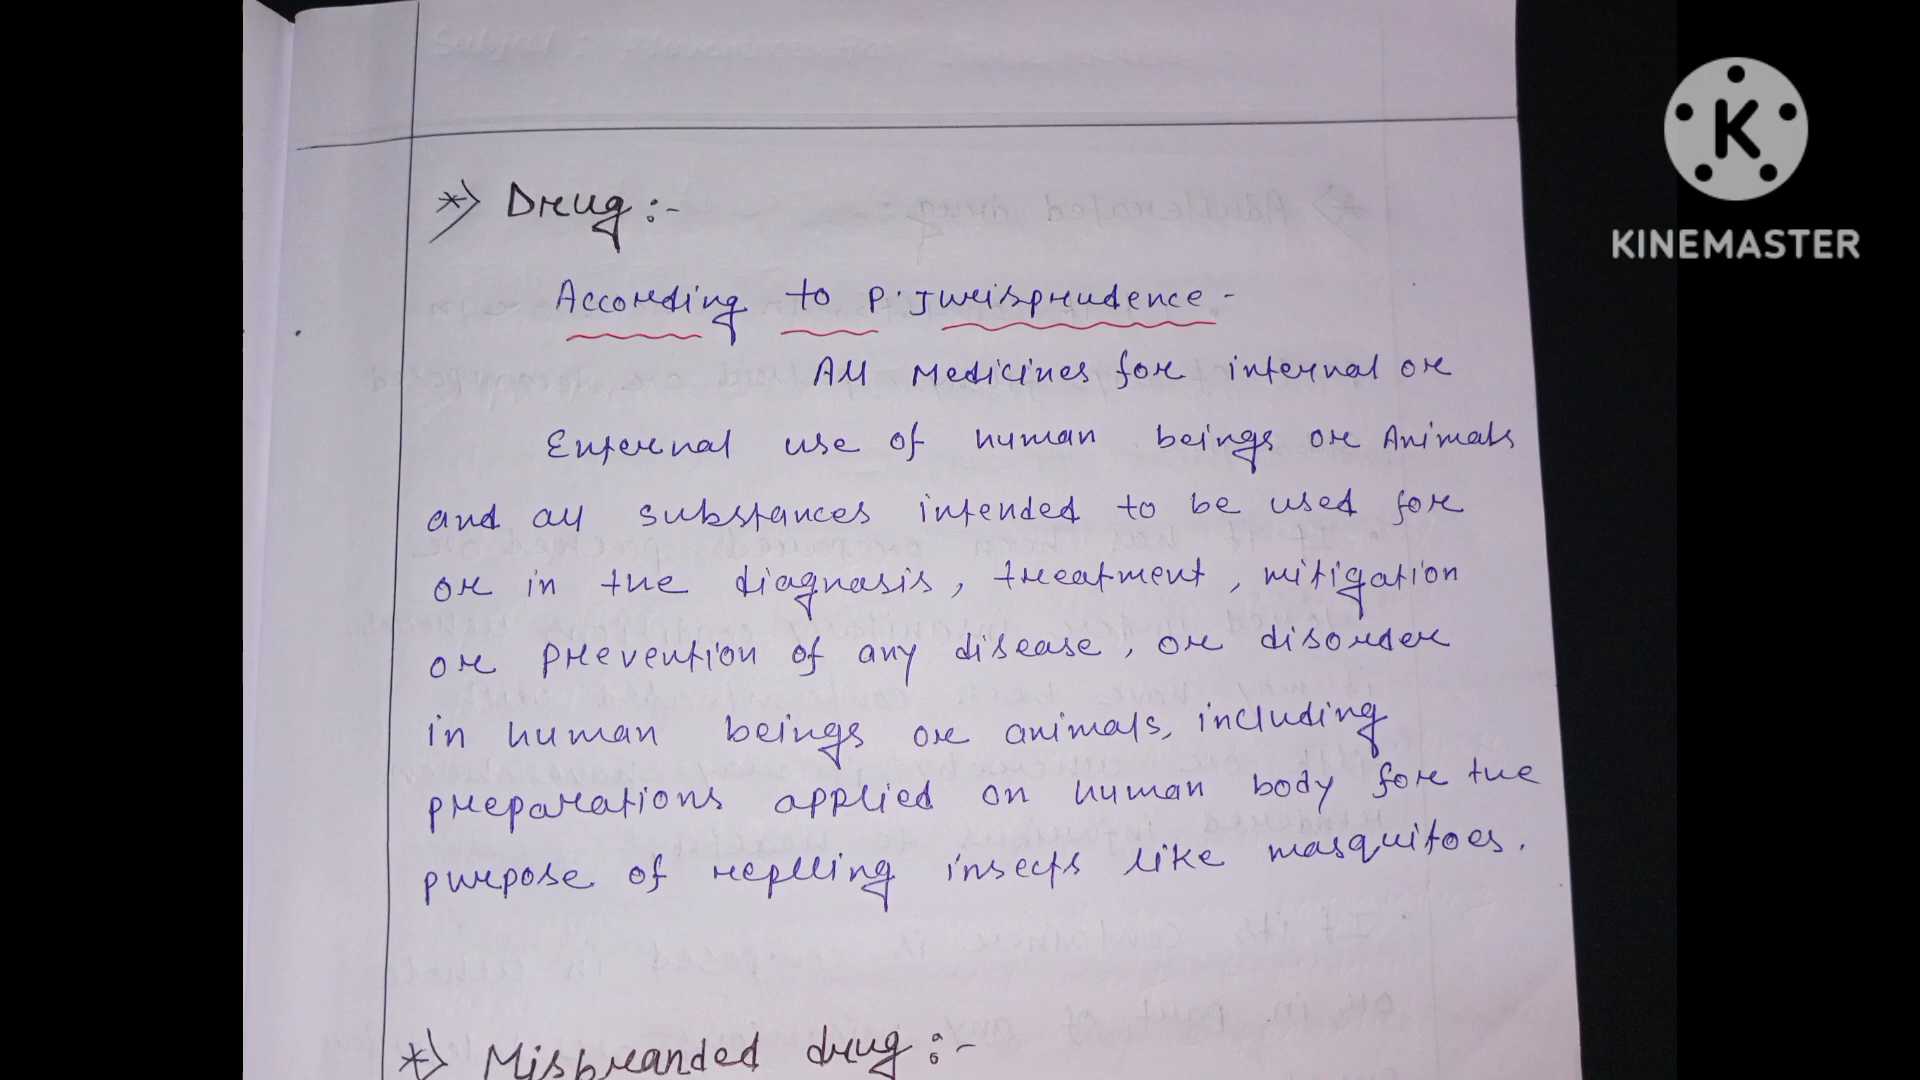 *) Drug :-
According to P. Jurisprudence -
All Medicines for internal or
External use of human beings or Animals
and all substances intended to be used for
or in the diagnasis, treatment, mitigation
or prevention of any disease, or disorder
in human beings or animals, including
preparations applied on human body for the
purpose of replling insects like masquitoes.
*) Misbranded drug :-
KINEMASTER